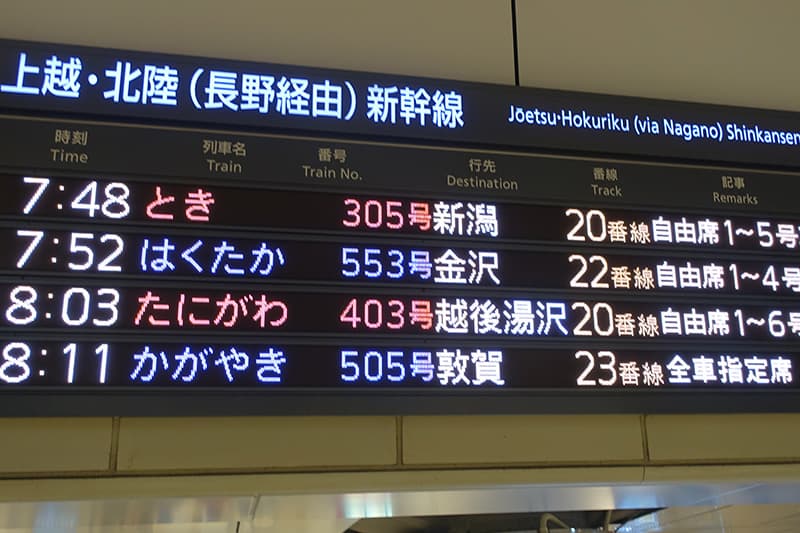 上越・北陸（長野経由）新幹線 Jōetsu・Hokuriku (via Nagano) Shinkansen
時刻 列車名 番号 行先 番線 記事
Time Train Train No. Destination Track Remarks
7:48 とき 305号 新潟 20番線 自由席1～5号
7:52 はくたか 553号 金沢 22番線 自由席1～4号
8:03 たにがわ 403号 越後湯沢 20番線 自由席1～6号
8:11 かがやき 505号 敦賀 23番線 全車指定席